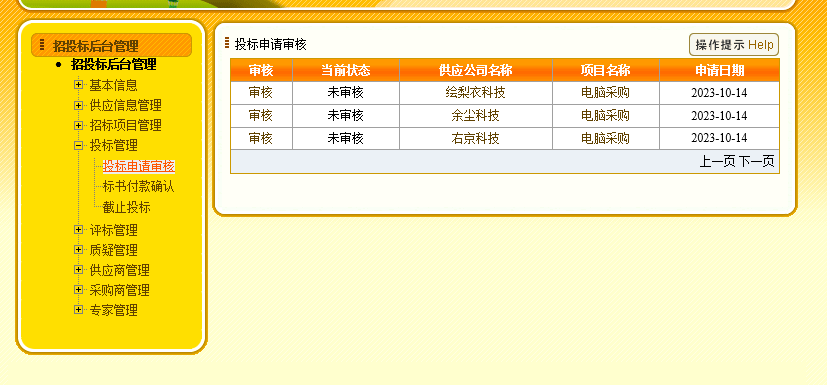 招投标后台管理
招投标后台管理
基本信息
供应信息管理
招标项目管理
投标管理
投标申请审核
标书付款确认
截止投标
评标管理
质疑管理
供应商管理
采购商管理
专家管理
投标申请审核
操作提示 Help
审核 当前状态 供应公司名称 项目名称 申请日期
审核 未审核 绘梨衣科技 电脑采购 2023-10-14
审核 未审核 余尘科技 电脑采购 2023-10-14
审核 未审核 右京科技 电脑采购 2023-10-14
上一页 下一页